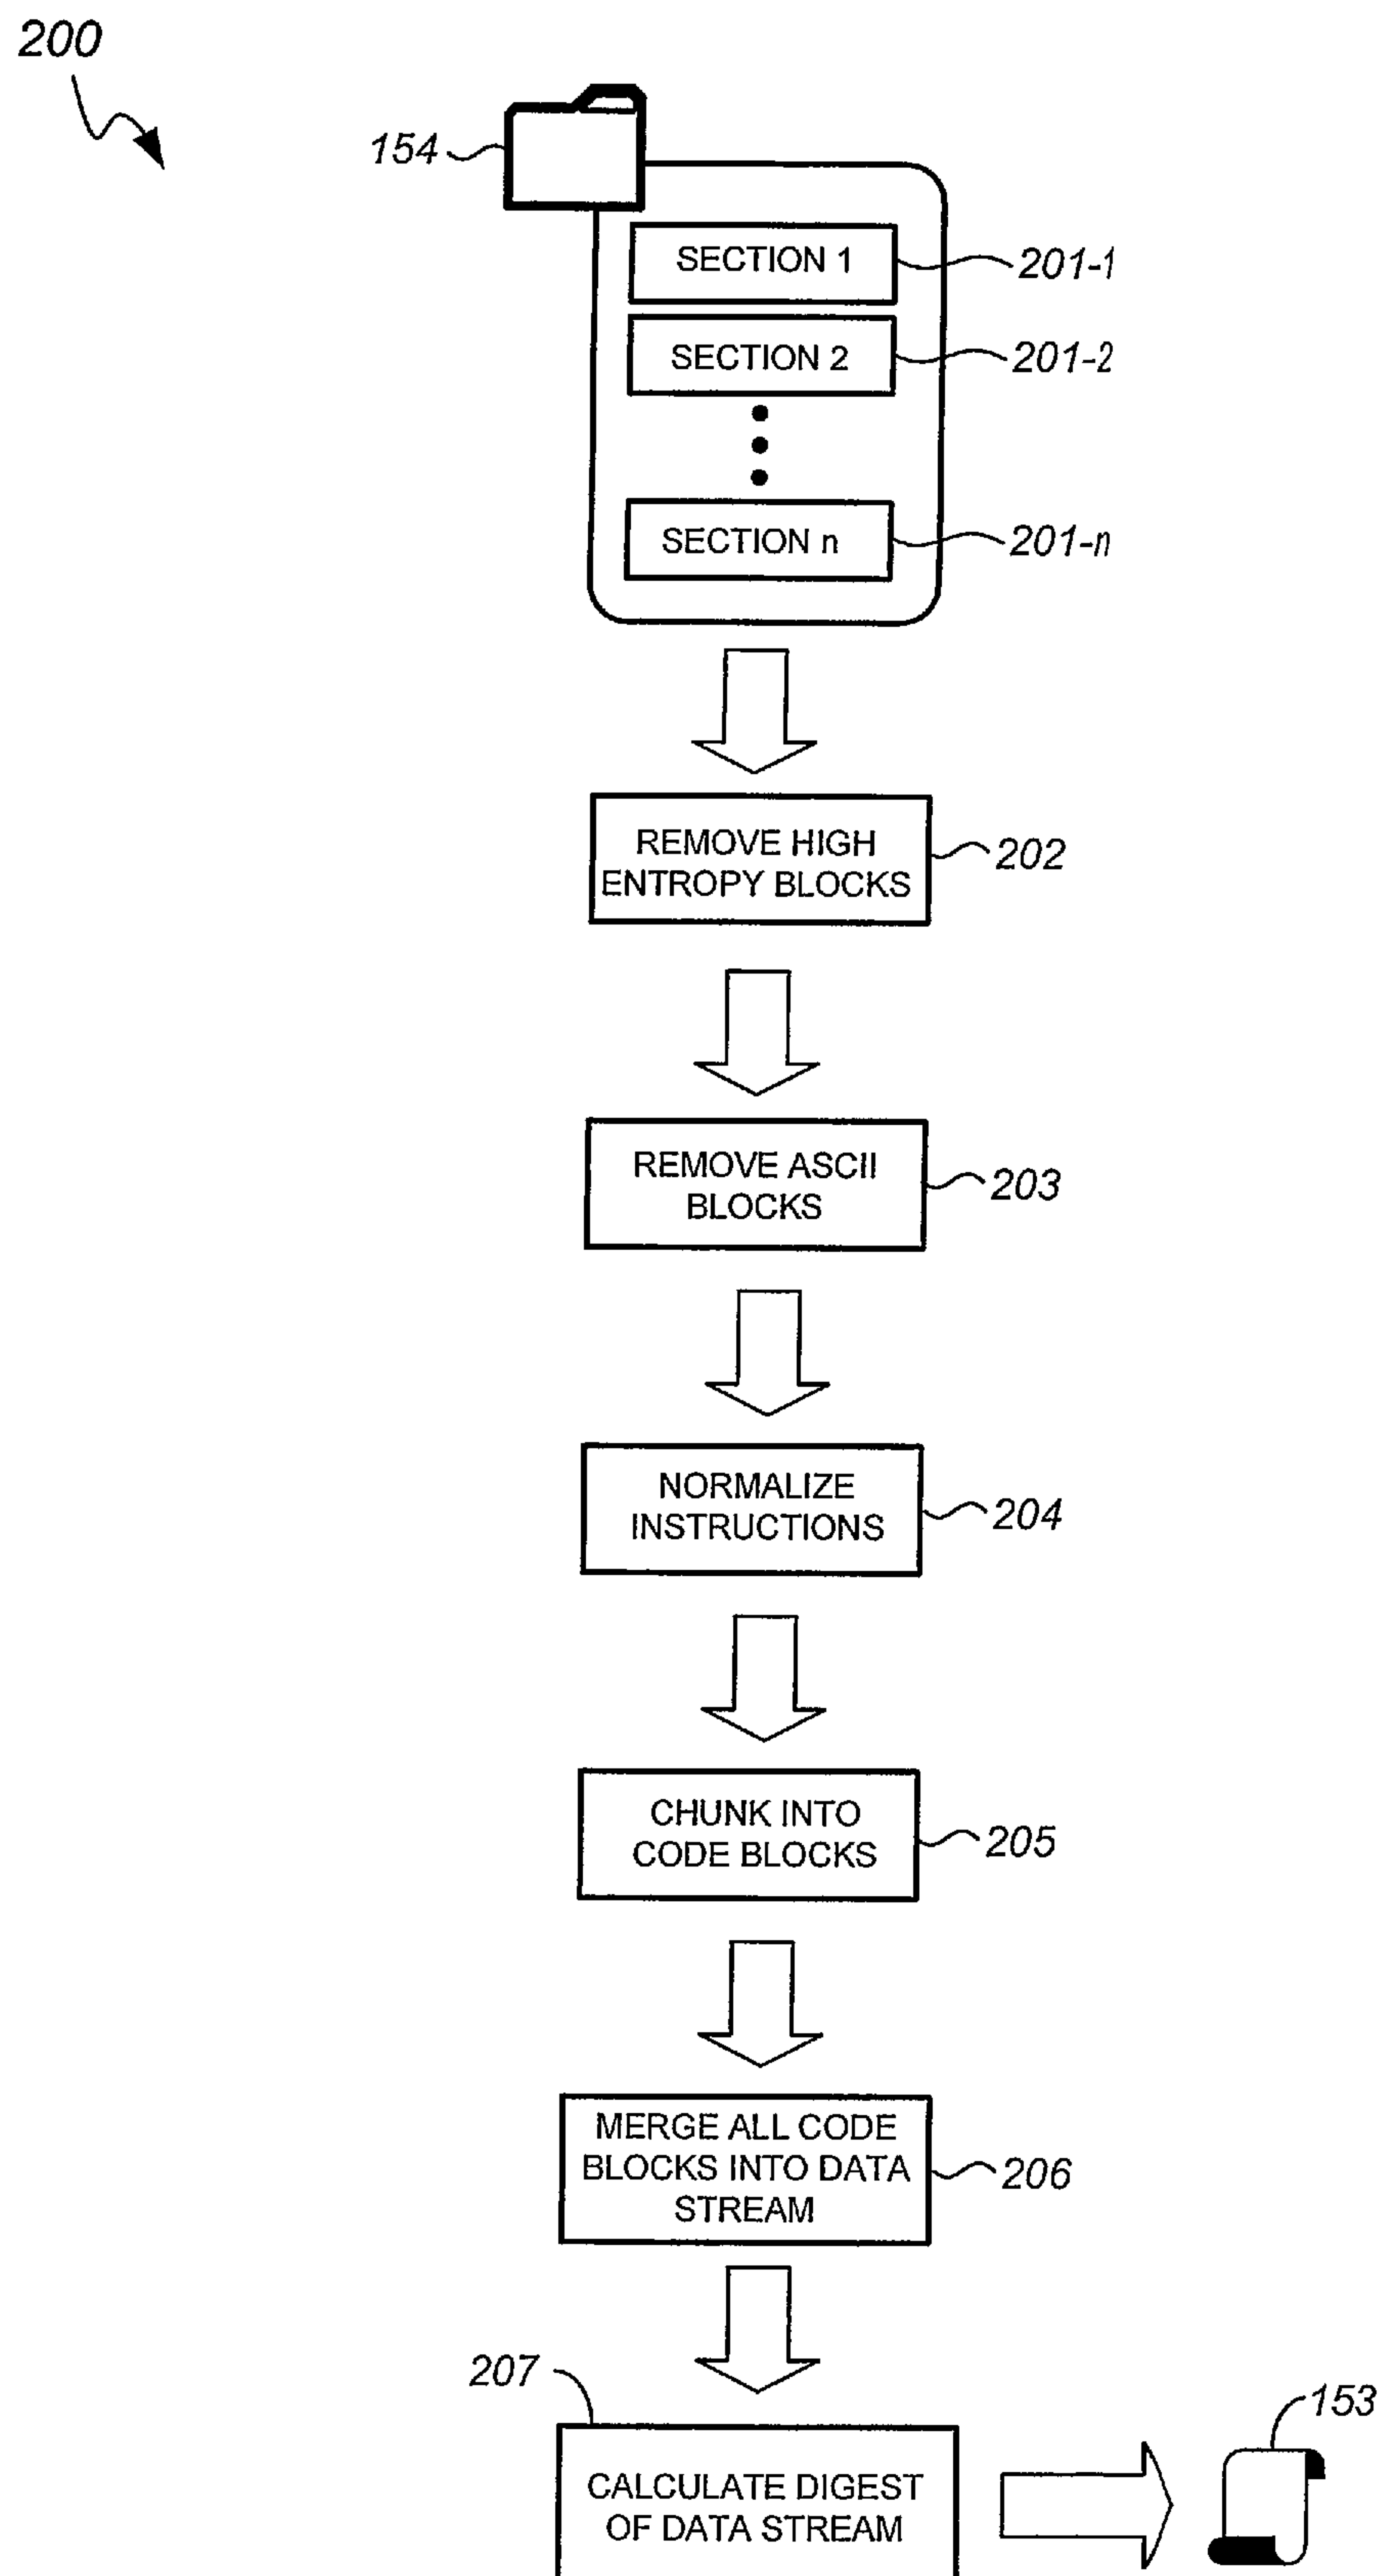 200
154
SECTION 1
201-1
SECTION 2
201-2
SECTION n
201-n
REMOVE HIGH
ENTROPY BLOCKS
202
REMOVE ASCII
BLOCKS
203
NORMALIZE
INSTRUCTIONS
204
CHUNK INTO
CODE BLOCKS
205
MERGE ALL CODE
BLOCKS INTO DATA
STREAM
206
207
CALCULATE DIGEST
OF DATA STREAM
153